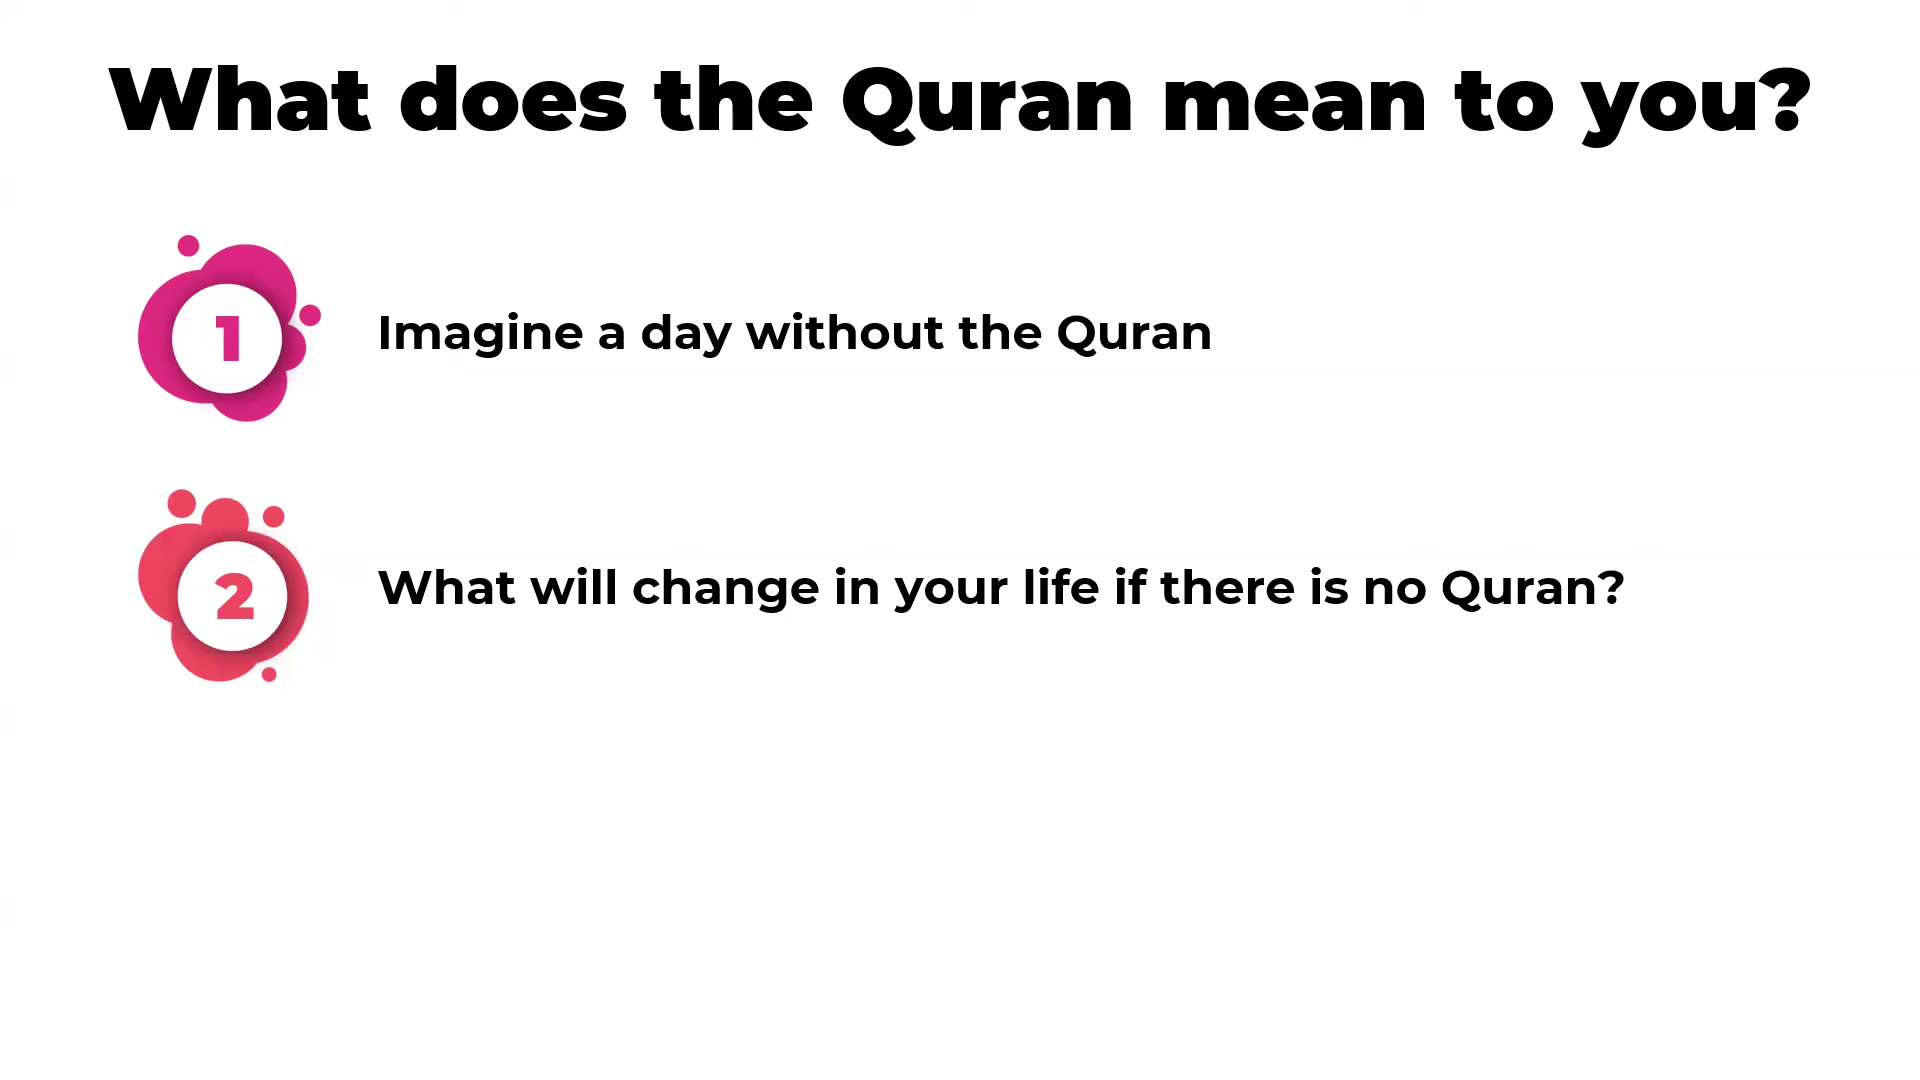 What does the Quran mean to you?
1
Imagine a day without the Quran
2
What will change in your life if there is no Quran?